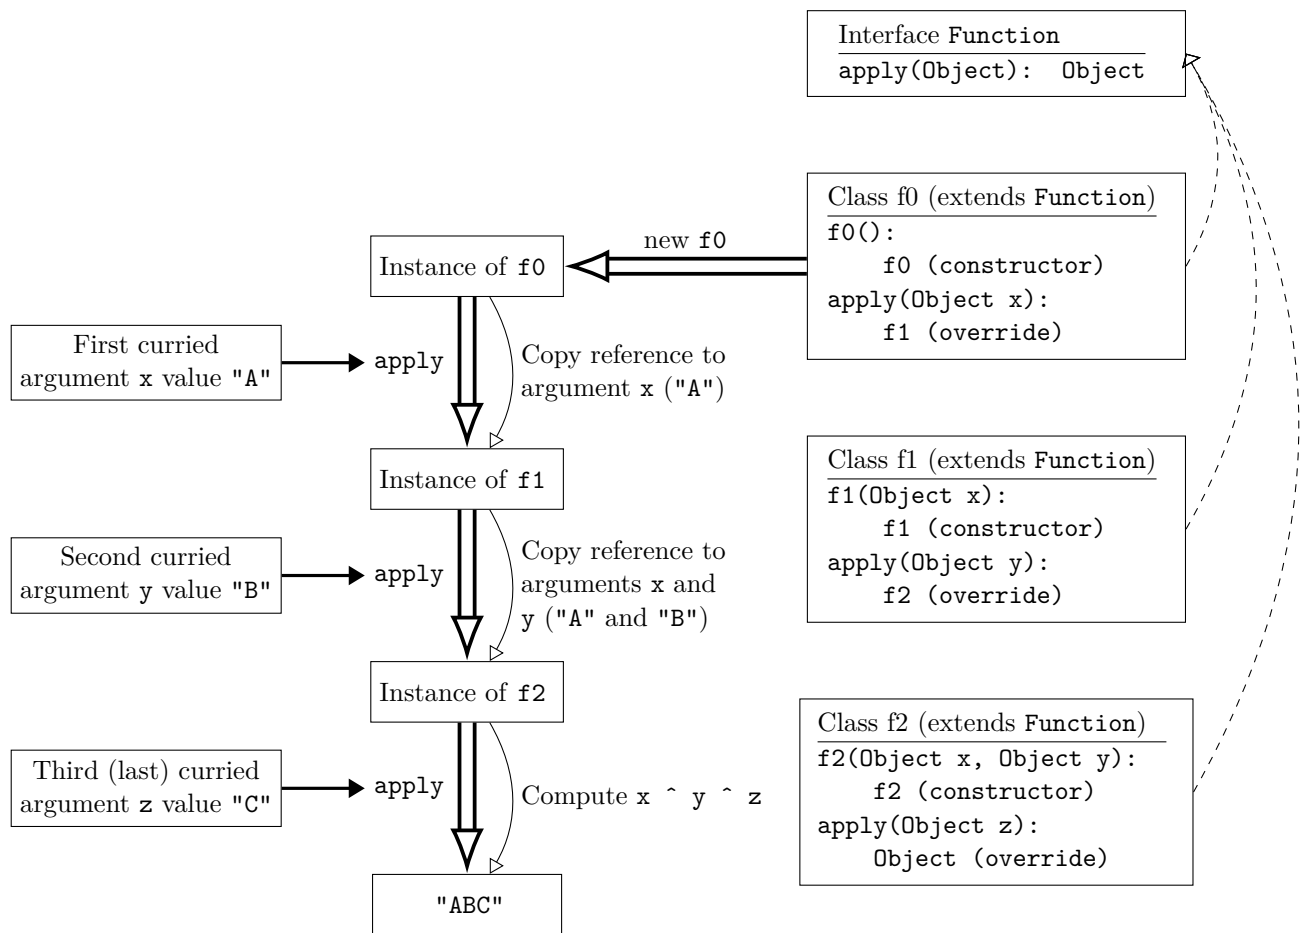 Interface Function
apply(Object):  Object
Class f0 (extends Function)
f0():
    f0 (constructor)
apply(Object x):
    f1 (override)
new f0
Instance of f0
First curried
argument x value "A"
apply
Copy reference to
argument x ("A")
Instance of f1
Class f1 (extends Function)
f1(Object x):
    f1 (constructor)
apply(Object y):
    f2 (override)
Second curried
argument y value "B"
apply
Copy reference to
arguments x and
y ("A" and "B")
Instance of f2
Class f2 (extends Function)
f2(Object x, Object y):
    f2 (constructor)
apply(Object z):
    Object (override)
Third (last) curried
argument z value "C"
apply
Compute x ^ y ^ z
"ABC"